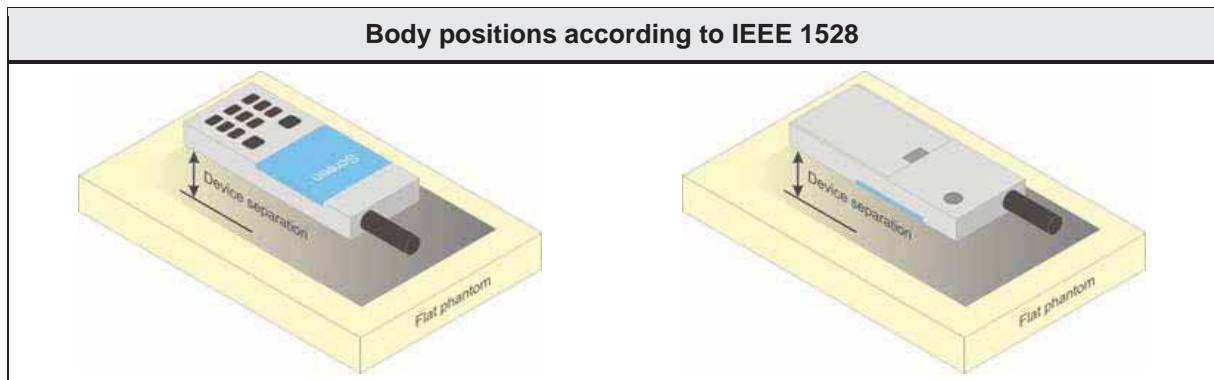 Body positions according to IEEE 1528
Screen
Device separation
Flat phantom
Device separation
Flat phantom